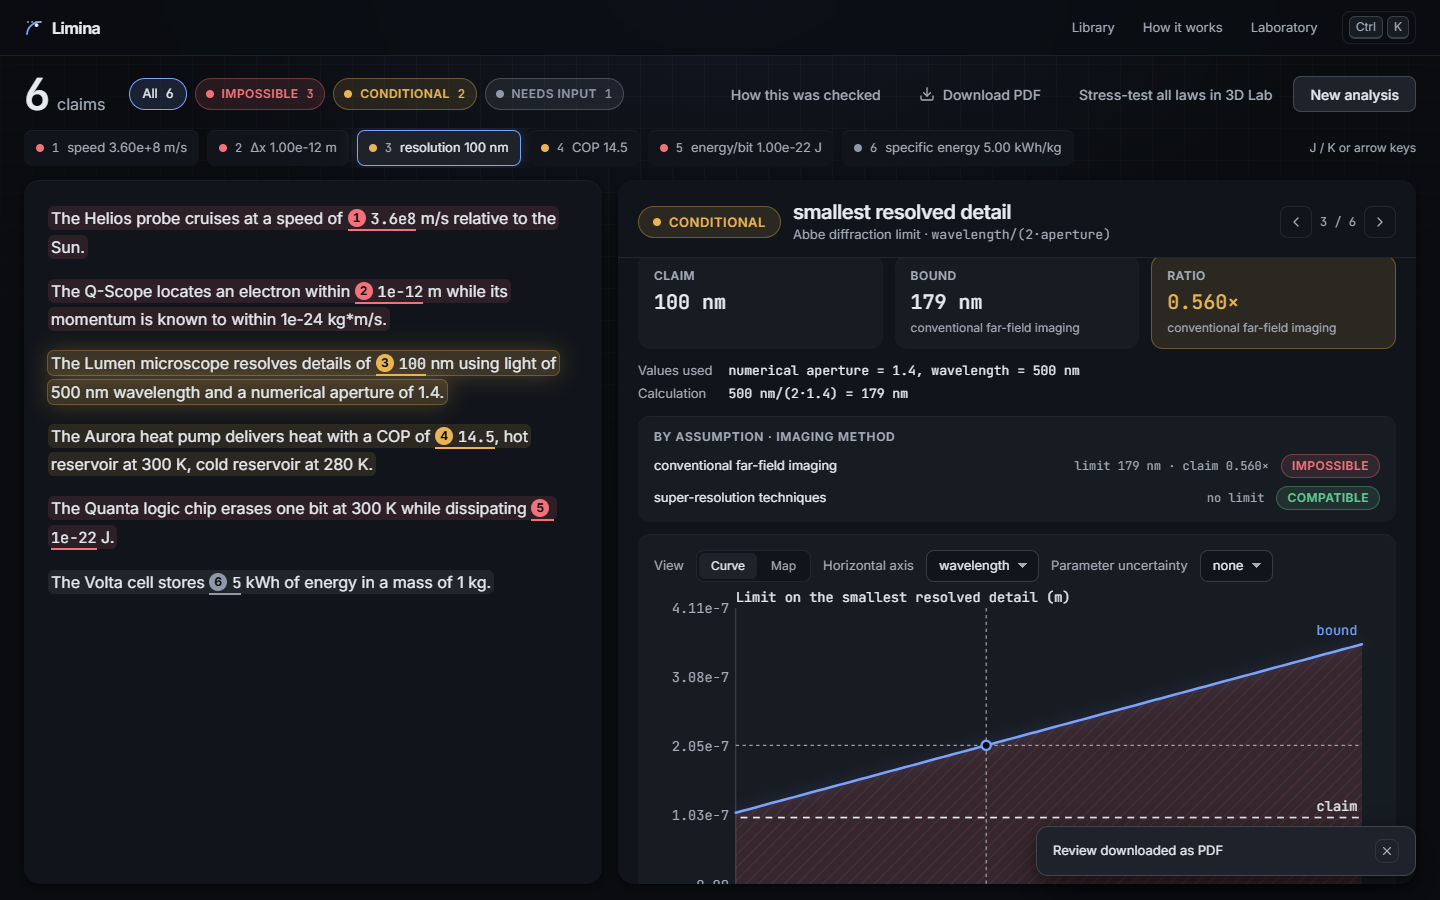 Limina
Library How it works Laboratory Ctrl K
6 claims All 6 IMPOSSIBLE 3 CONDITIONAL 2 NEEDS INPUT 1 How this was checked Download PDF Stress-test all laws in 3D Lab New analysis
1 speed 3.60e+8 m/s 2 Δx 1.00e-12 m 3 resolution 100 nm 4 COP 14.5 5 energy/bit 1.00e-22 J 6 specific energy 5.00 kWh/kg J / K or arrow keys
The Helios probe cruises at a speed of 1 3.6e8 m/s relative to the
Sun.
The Q-Scope locates an electron within 2 1e-12 m while its
momentum is known to within 1e-24 kg*m/s.
The Lumen microscope resolves details of 3 100 nm using light of
500 nm wavelength and a numerical aperture of 1.4.
The Aurora heat pump delivers heat with a COP of 4 14.5, hot
reservoir at 300 K, cold reservoir at 280 K.
The Quanta logic chip erases one bit at 300 K while dissipating 5
1e-22 J.
The Volta cell stores 6 5 kWh of energy in a mass of 1 kg.
CONDITIONAL smallest resolved detail 3 / 6
Abbe diffraction limit · wavelength/(2·aperture)
CLAIM BOUND RATIO
100 nm 179 nm 0.560×
conventional far-field imaging conventional far-field imaging
Values used numerical aperture = 1.4, wavelength = 500 nm
Calculation 500 nm/(2·1.4) = 179 nm
BY ASSUMPTION · IMAGING METHOD
conventional far-field imaging limit 179 nm · claim 0.560× IMPOSSIBLE
super-resolution techniques no limit COMPATIBLE
View Curve Map Horizontal axis wavelength Parameter uncertainty none
Limit on the smallest resolved detail (m)
4.11e-7
bound
3.08e-7
2.05e-7
claim
1.03e-7
Review downloaded as PDF